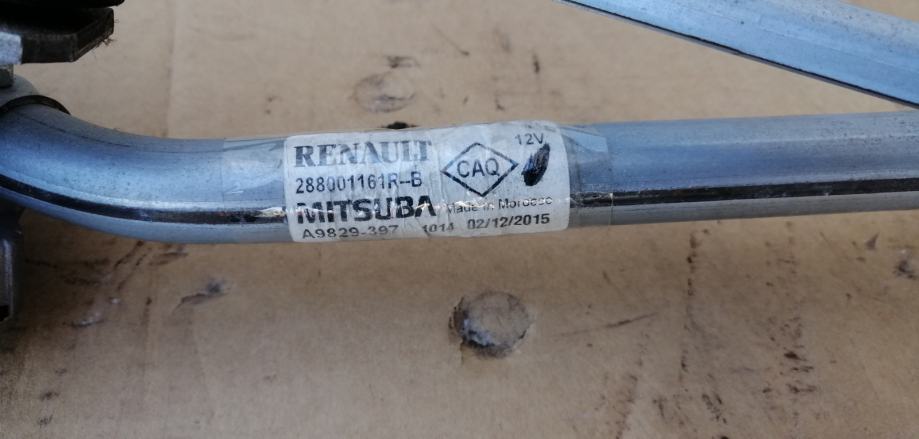 RENAULT
288001161R--B
CAQ
12V
MITSUBA Made in Morocco
A9829-397 1014 02/12/2015